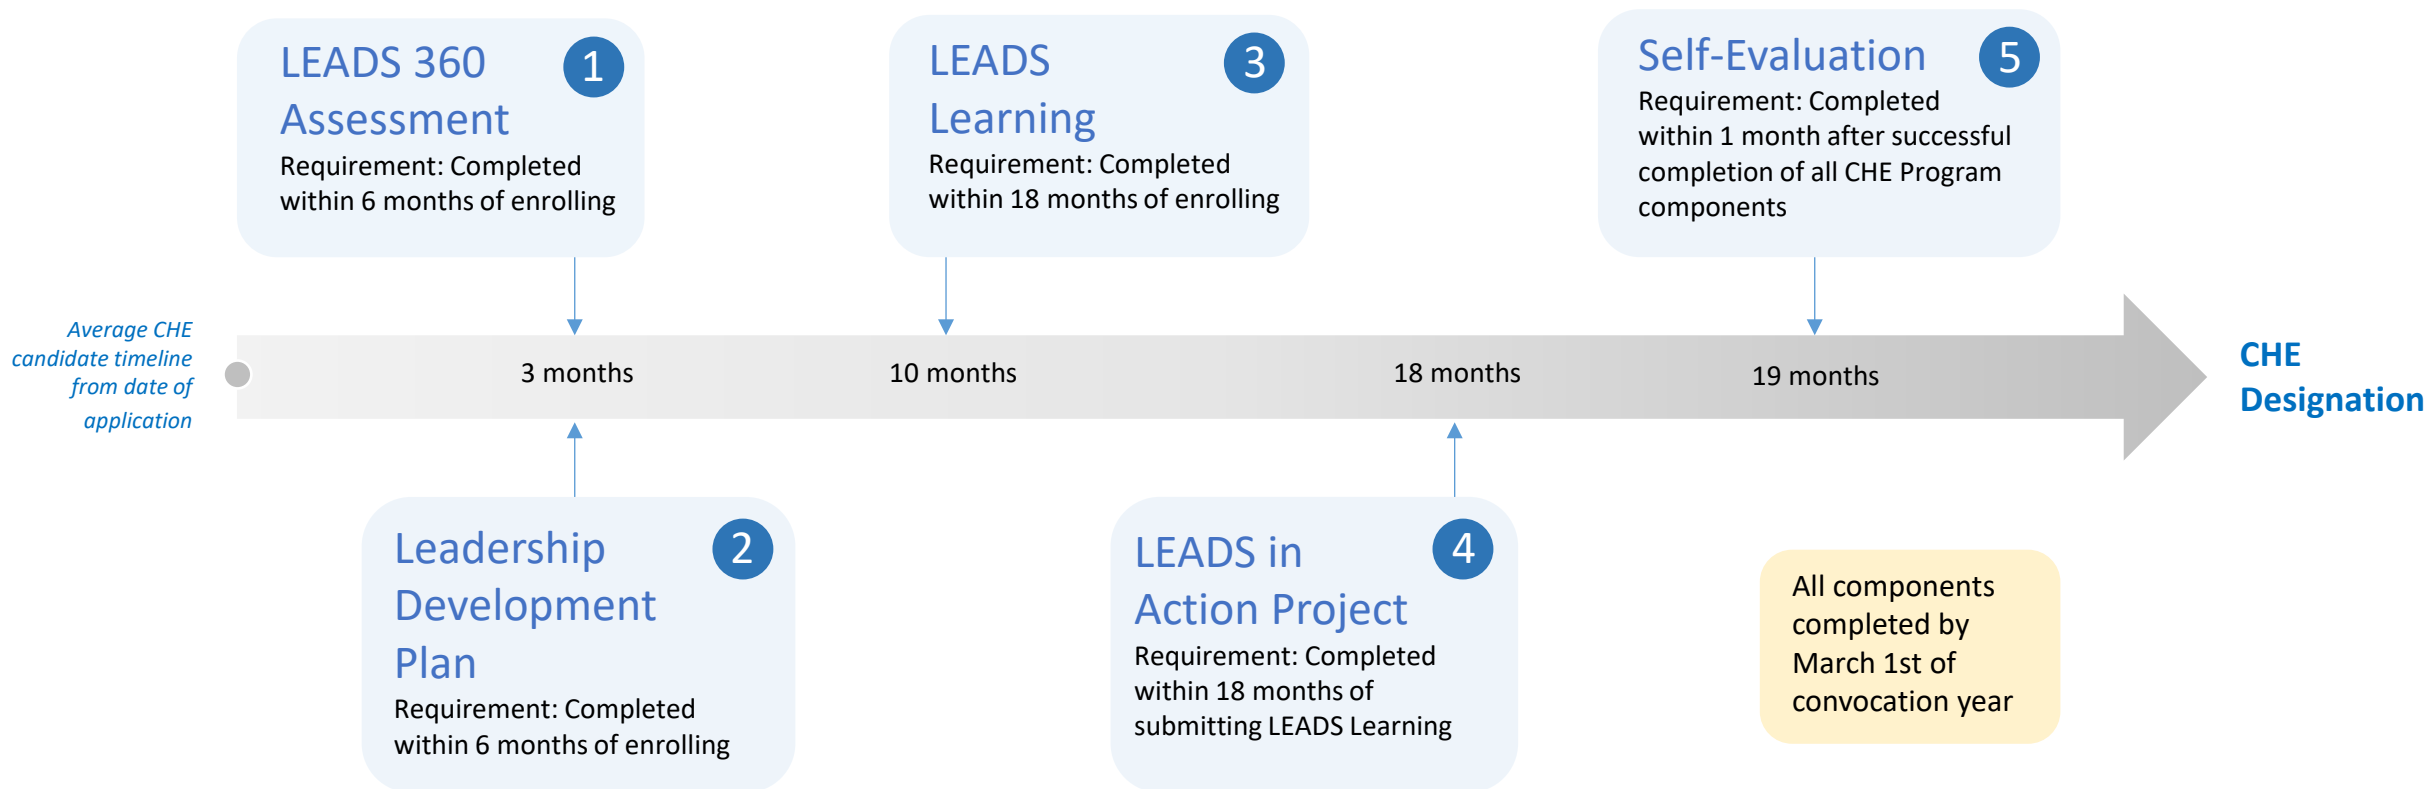 LEADS 360
Assessment
1
Requirement: Completed
within 6 months of enrolling
LEADS
Learning
3
Requirement: Completed
within 18 months of enrolling
Self-Evaluation
5
Requirement: Completed
within 1 month after successful
completion of all CHE Program
components
Average CHE
candidate timeline
from date of
application
3 months
10 months
18 months
19 months
CHE
Designation
Leadership
Development
Plan
2
Requirement: Completed
within 6 months of enrolling
LEADS in
Action Project
4
Requirement: Completed
within 18 months of
submitting LEADS Learning
All components
completed by
March 1st of
convocation year